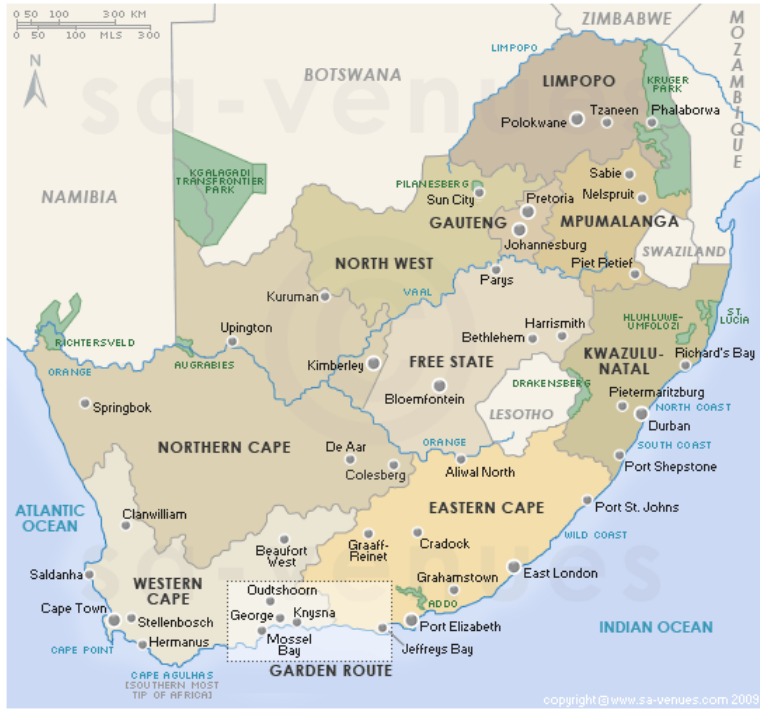 0 50 100 300 KM
0 50 100 MLS 300
N
ZIMBABWE
MOZAMBIQUE
BOTSWANA
NAMIBIA
LIMPOPO
LIMPOPO
KRUGER
PARK
Tzaneen
Phalaborwa
Polokwane
sa-venues
KGALAGADI
TRANSFRONTIER
PARK
PILANESBERG
Sun City
Sabie
Nelspruit
Pretoria
GAUTENG
MPUMALANGA
Johannesburg
SWAZILAND
NORTH WEST
Piet Retief
Parys
VAAL
Kuruman
HLUHLUWE-
UMFOLOZI
ST.
LUCIA
RICHTERSVELD
Upington
Harrismith
Bethlehem
AUGRABIES
Kimberley
FREE STATE
KWAZULU-
NATAL
Richard's Bay
ORANGE
DRAKENSBERG
Bloemfontein
Pietermaritzburg
Springbok
LESOTHO
NORTH COAST
Durban
NORTHERN CAPE
De Aar
ORANGE
SOUTH COAST
Colesberg
Aliwal North
Port Shepstone
ATLANTIC
OCEAN
Clanwilliam
EASTERN CAPE
Port St. Johns
WILD COAST
Beaufort
West
Graaff-
Reinet
Cradock
sa-venues
Saldanha
WESTERN
CAPE
Grahamstown
East London
Oudtshoorn
ADDO
Cape Town
Stellenbosch
George
Knysna
Port Elizabeth
INDIAN OCEAN
Hermanus
Mossel
Bay
Jeffreys Bay
CAPE POINT
GARDEN ROUTE
CAPE AGULHAS
[SOUTHERN MOST
TIP OF AFRICA]
copyright@www.sa-venues.com 2009
©